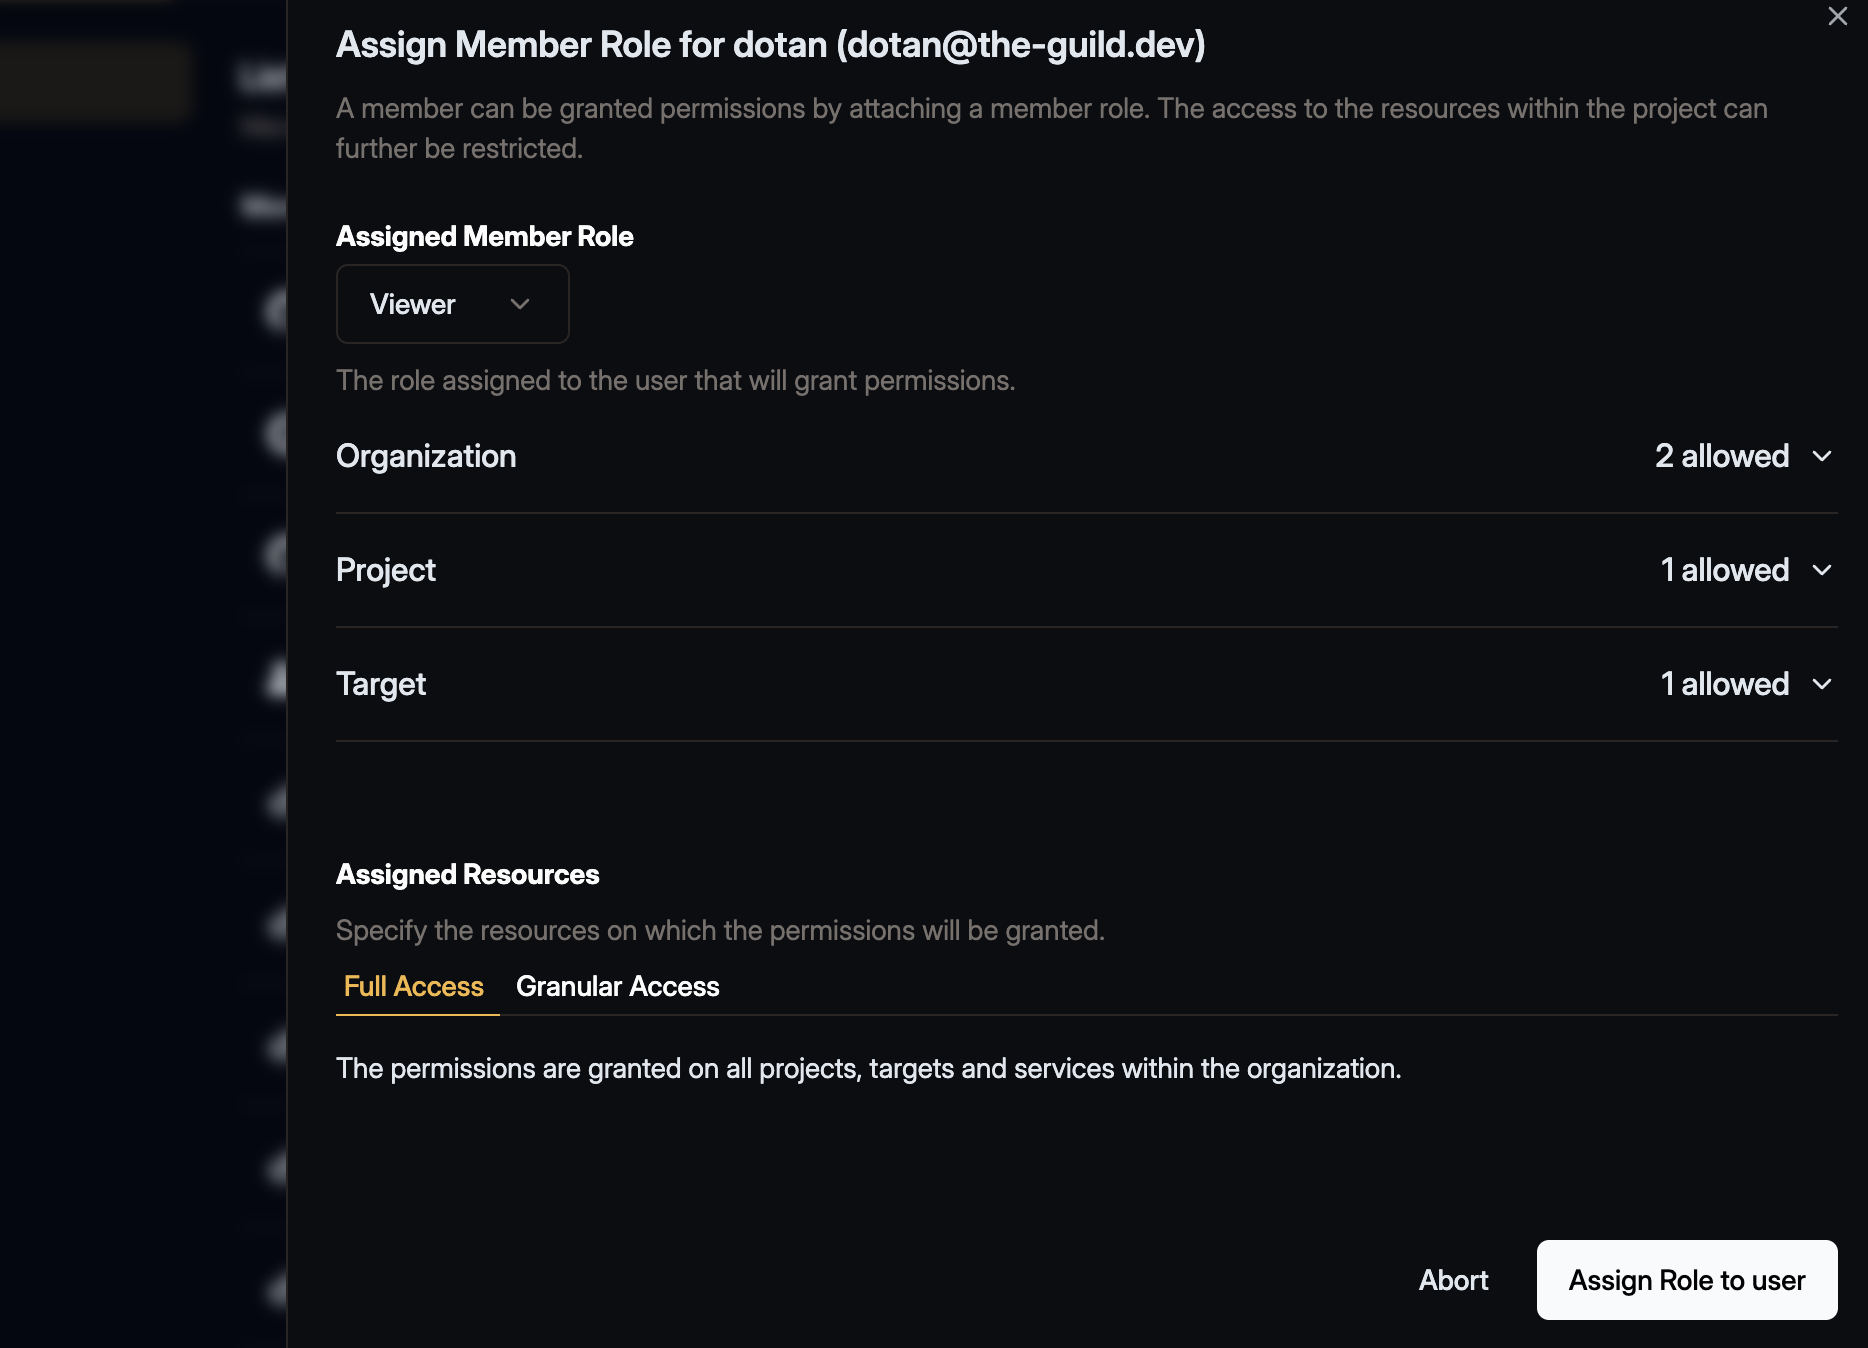 Assign Member Role for dotan (dotan@the-guild.dev)
A member can be granted permissions by attaching a member role. The access to the resources within the project can
further be restricted.
Assigned Member Role
Viewer
The role assigned to the user that will grant permissions.
Organization 2 allowed
Project 1 allowed
Target 1 allowed
Assigned Resources
Specify the resources on which the permissions will be granted.
Full Access Granular Access
The permissions are granted on all projects, targets and services within the organization.
Abort Assign Role to user